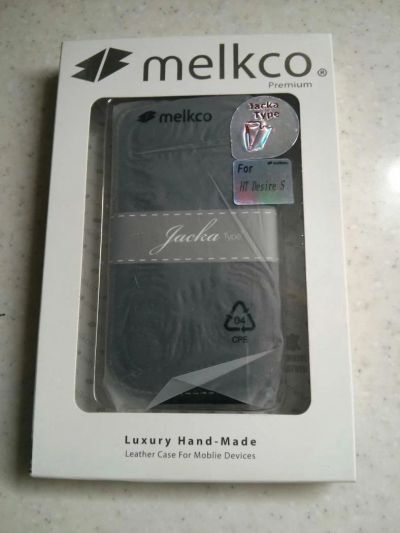 melkco®
Premium
melkco
Jacka
Type
For
HT Desire S
Jacka Type
04
CPE
Luxury Hand-Made
Leather Case For Moblie Devices